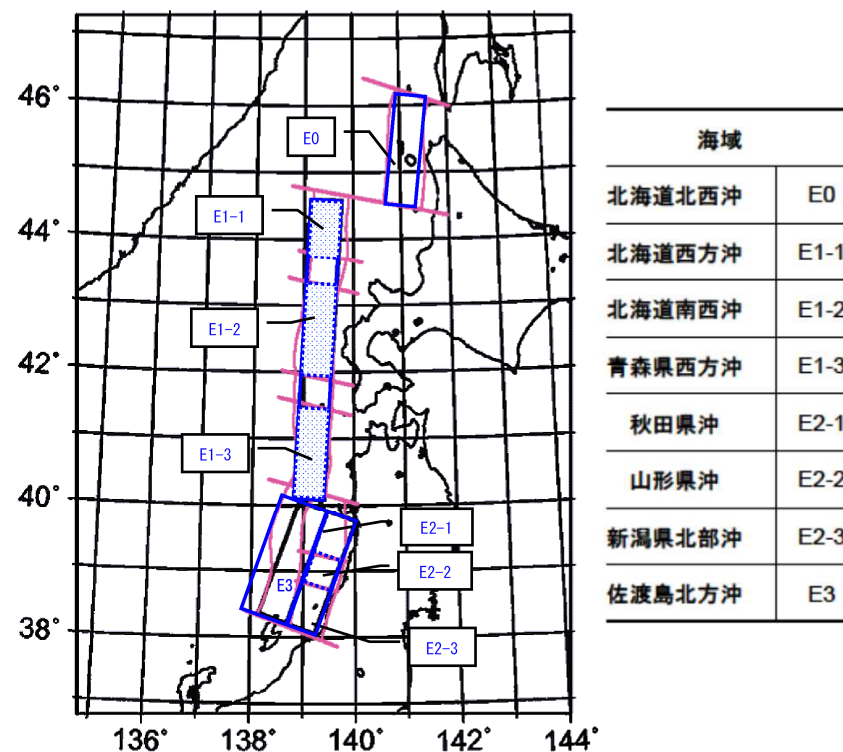 46°
44°
42°
40°
38°
136°
138°
140°
142°
144°
E0
E1-1
E1-2
E1-3
E2-1
E2-2
E3
E2-3
海域
北海道北西沖 E0
北海道西方沖 E1-1
北海道南西沖 E1-2
青森県西方沖 E1-3
秋田県沖 E2-1
山形県沖 E2-2
新潟県北部沖 E2-3
佐渡島北方沖 E3